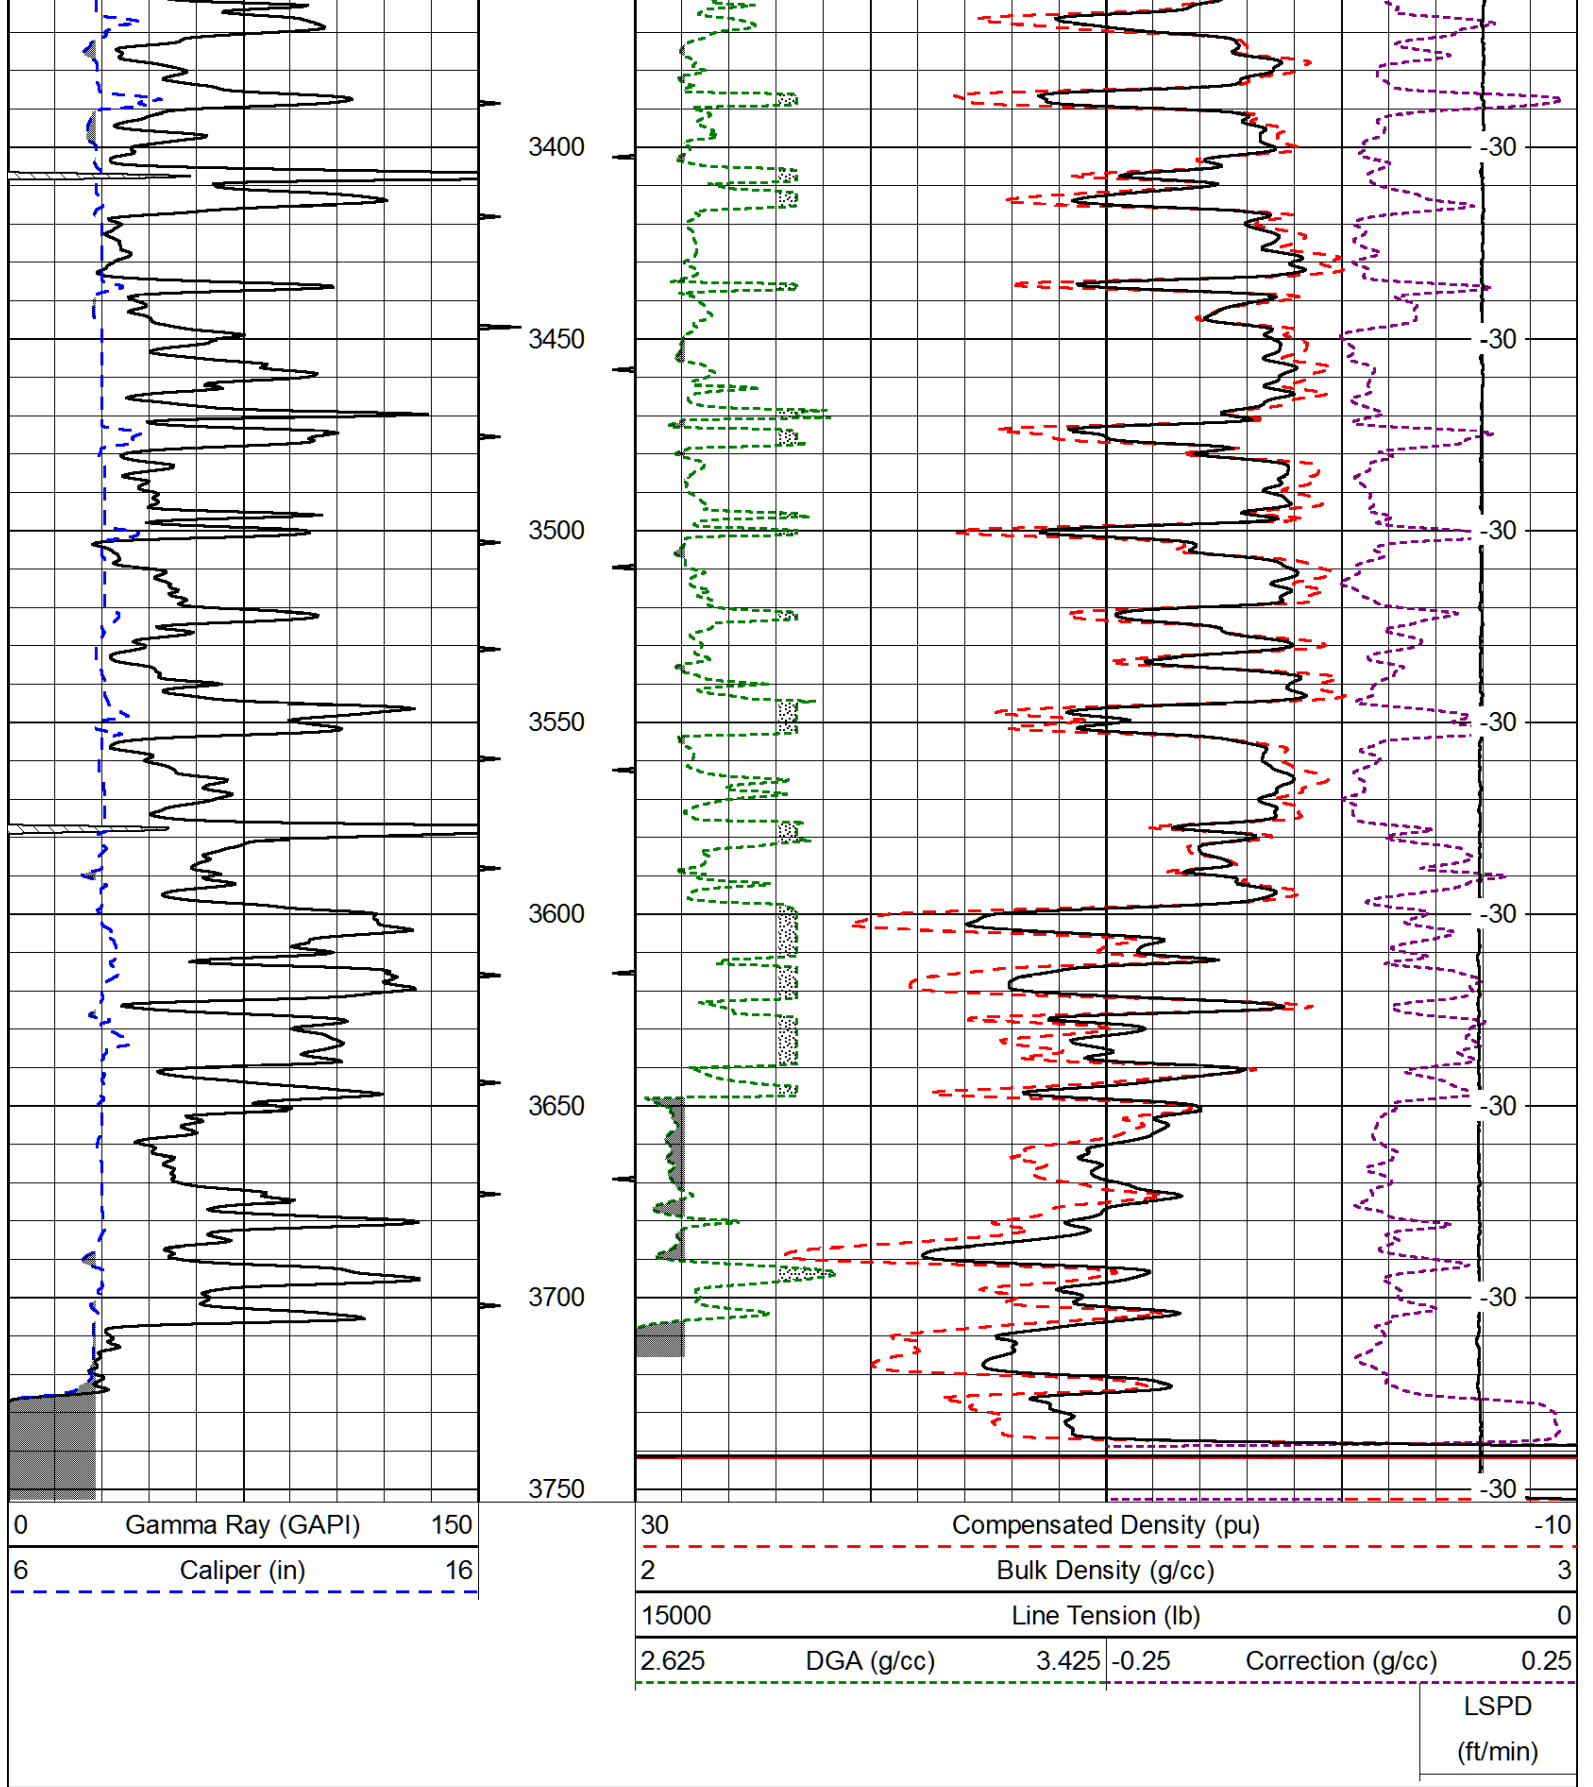 3400 -30
3450 -30
3500 -30
3550 -30
3600 -30
3650 -30
3700 -30
3750 -30
0 Gamma Ray (GAPI) 150
6 Caliper (in) 16
30 Compensated Density (pu) -10
2 Bulk Density (g/cc) 3
15000 Line Tension (lb) 0
2.625 DGA (g/cc) 3.425 -0.25 Correction (g/cc) 0.25
LSPD
(ft/min)